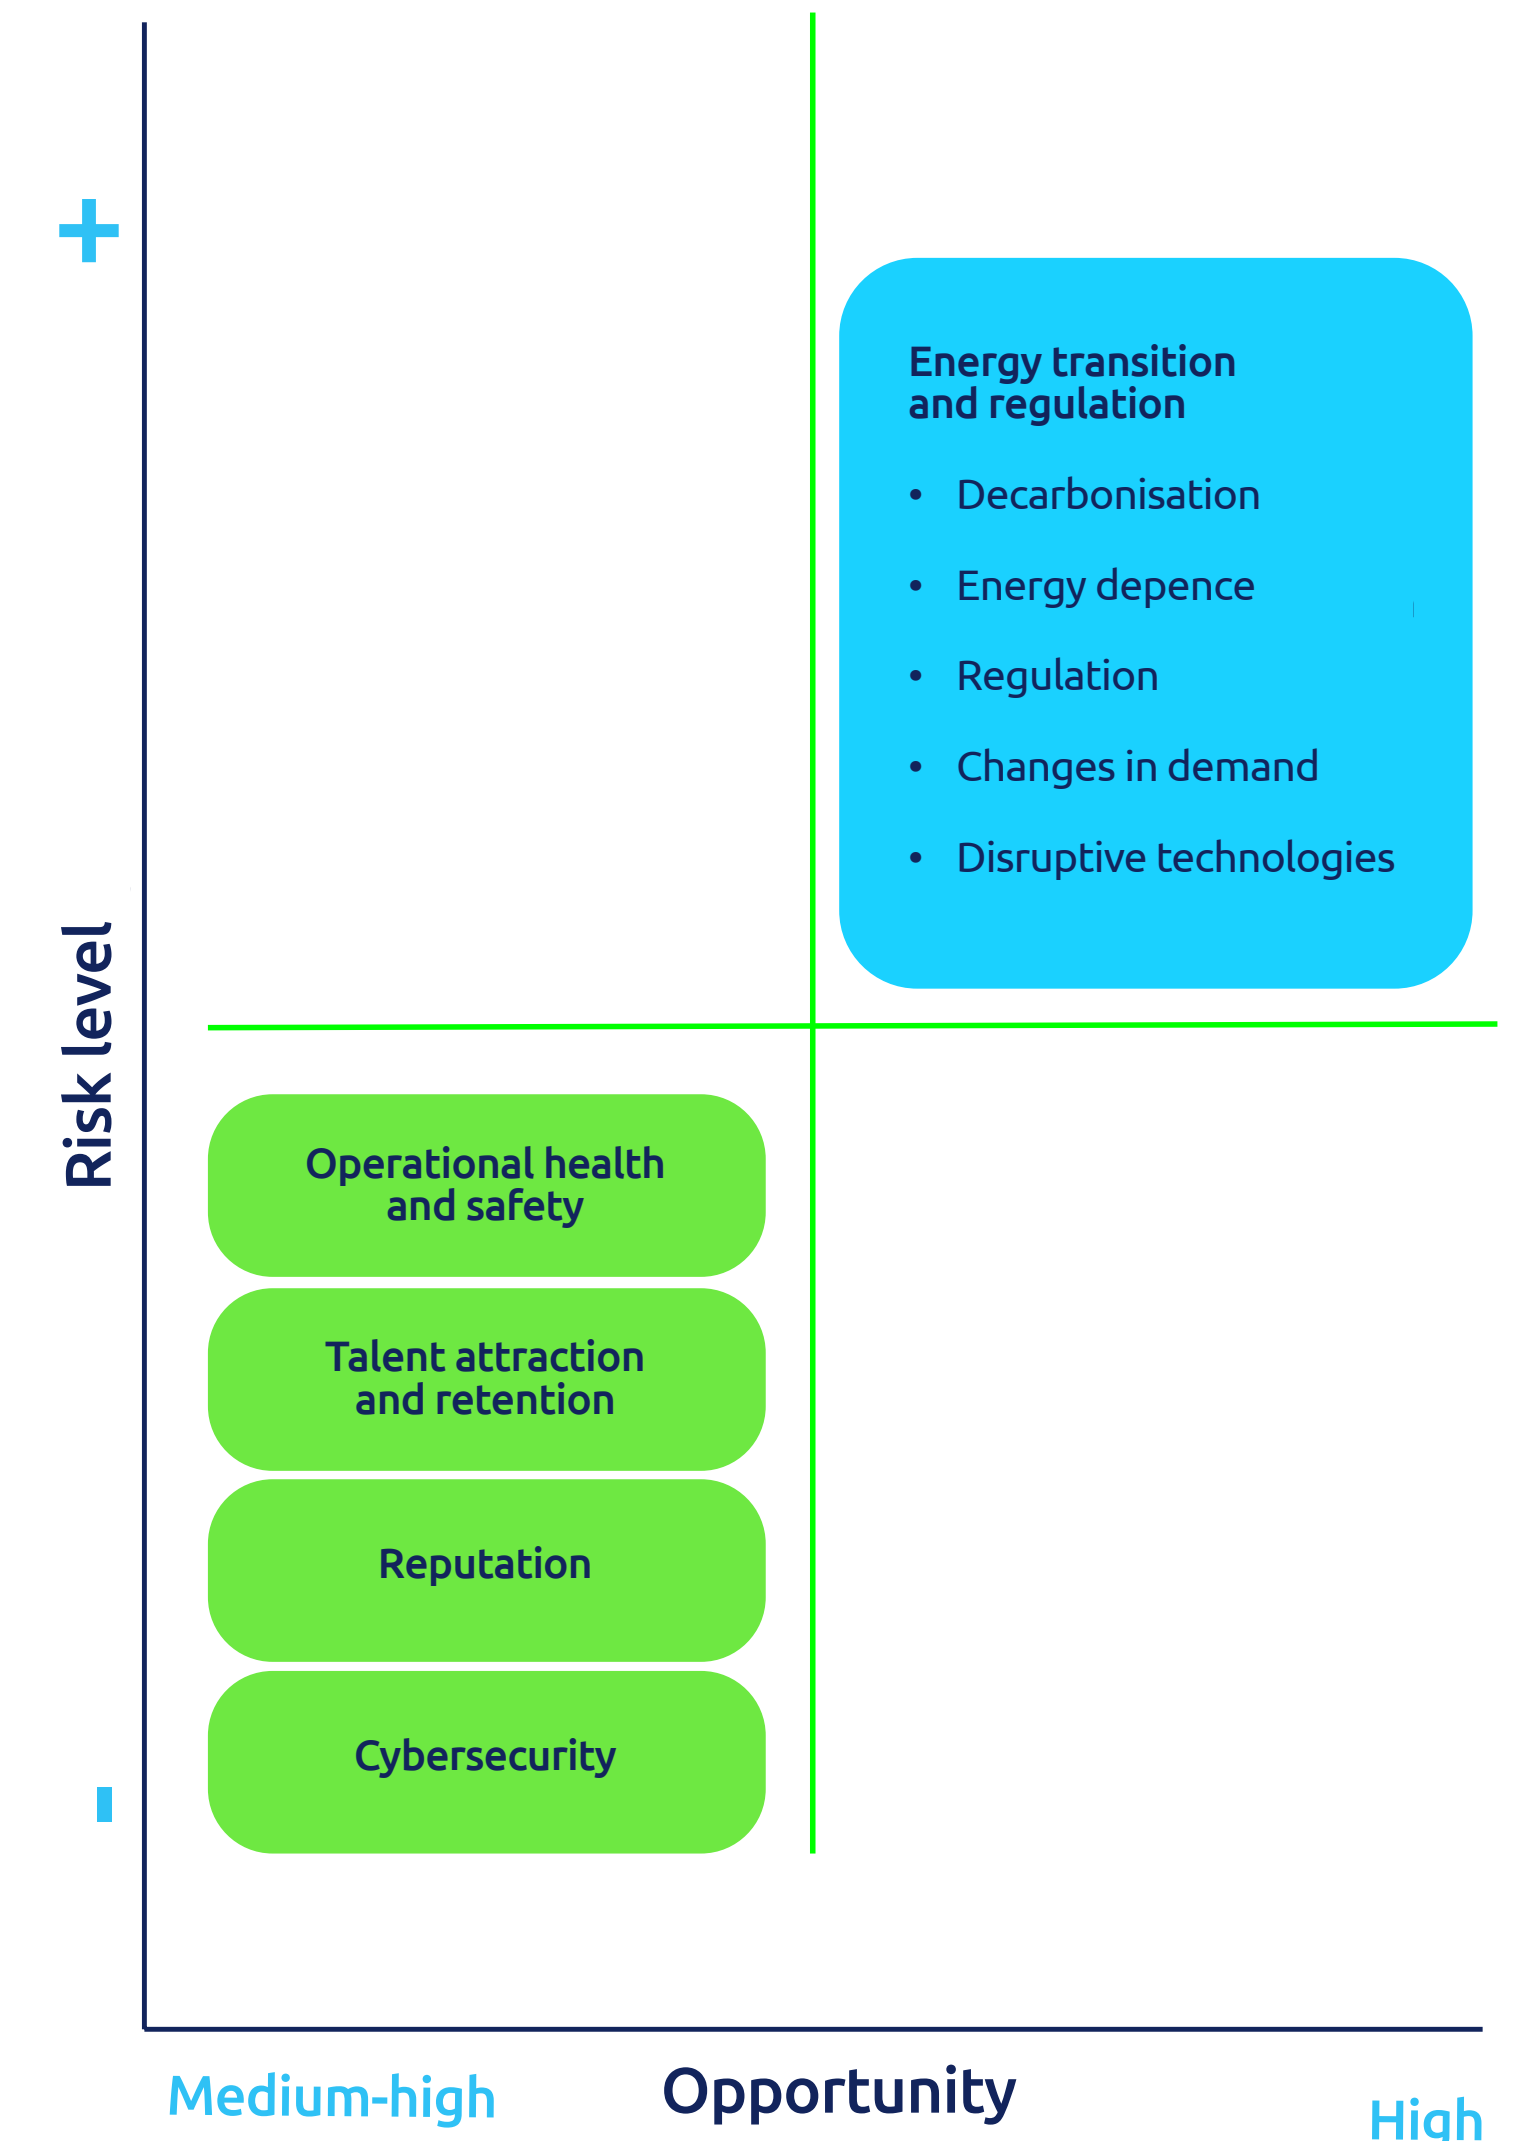 +
Energy transition
and regulation
• Decarbonisation
• Energy depence
• Regulation
• Changes in demand
• Disruptive technologies
Risk level
Operational health
and safety
Talent attraction
and retention
Reputation
Cybersecurity
-
Medium-high
Opportunity
High